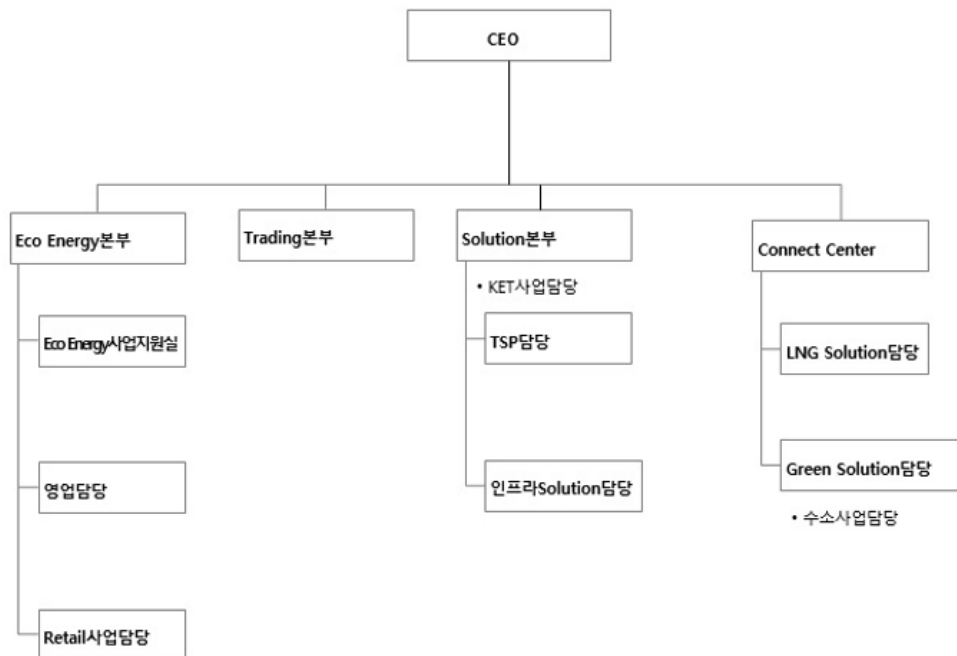 CEO
Eco Energy본부
Trading본부
Solution본부
Connect Center
• KET사업담당
Eco Energy사업지원실
TSP담당
LNG Solution담당
영업담당
인프라Solution담당
Green Solution담당
• 수소사업담당
Retail사업담당